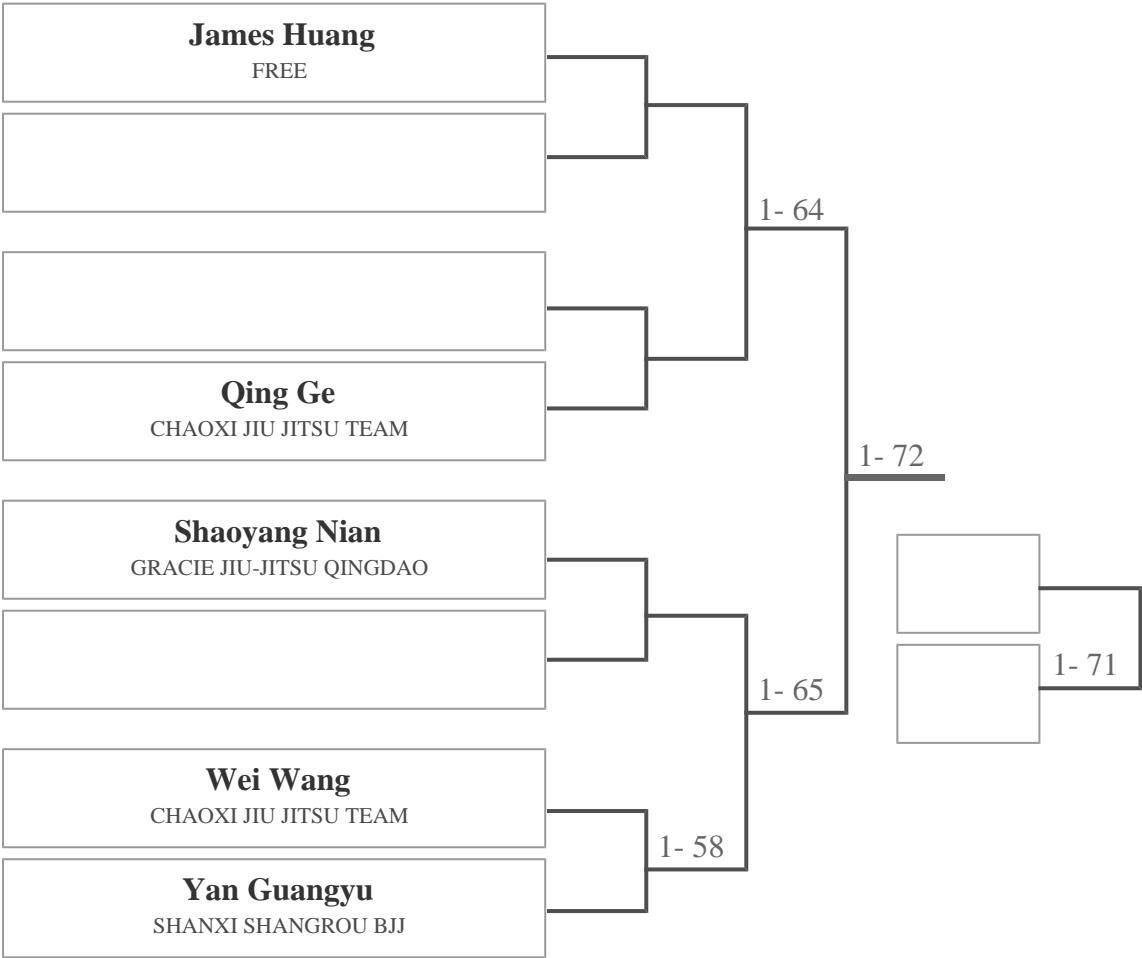 James Huang
FREE
1- 64
Qing Ge
CHAOXI JIU JITSU TEAM
1- 72
Shaoyang Nian
GRACIE JIU-JITSU QINGDAO
1- 71
1- 65
Wei Wang
CHAOXI JIU JITSU TEAM
1- 58
Yan Guangyu
SHANXI SHANGROU BJJ